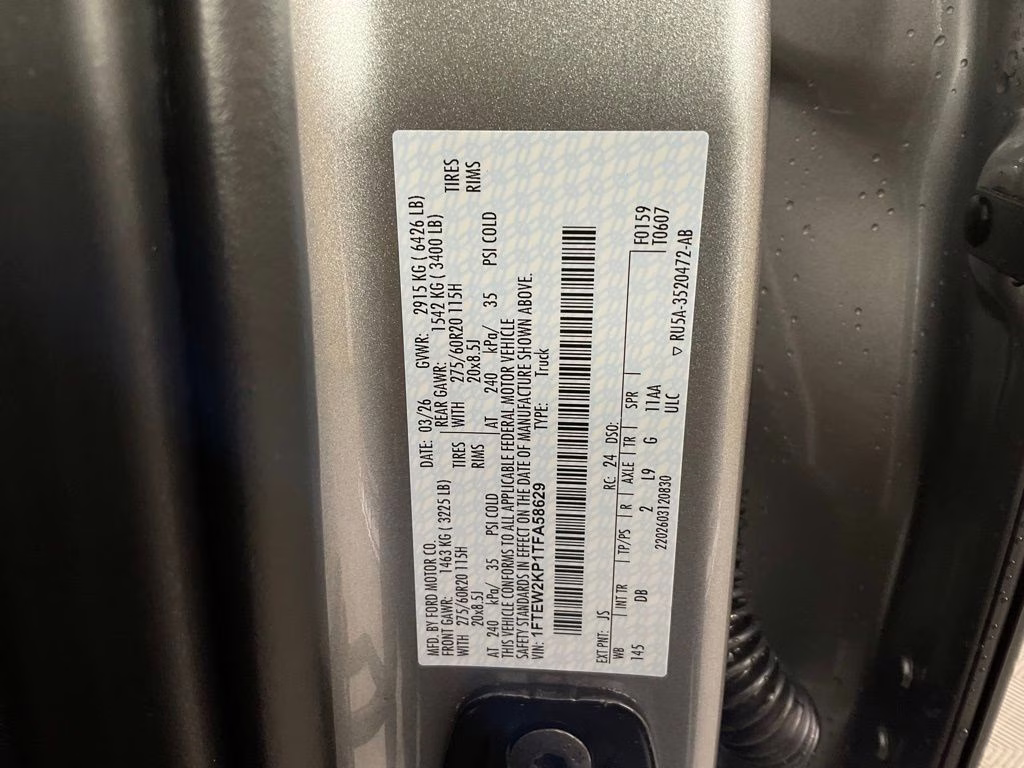 MFD. BY FORD MOTOR CO. DATE: 03/26 GVWR: 2915 KG ( 6426 LB)
FRONT GAWR: 1463 KG ( 3225 LB) REAR GAWR: 1542 KG ( 3400 LB)
WITH 275/60R20 115H TIRES WITH 275/60R20 115H TIRES
20x8.5J RIMS 20x8.5J RIMS
AT 240 kPa/ 35 PSI COLD AT 240 kPa/ 35 PSI COLD
THIS VEHICLE CONFORMS TO ALL APPLICABLE FEDERAL MOTOR VEHICLE
SAFETY STANDARDS IN EFFECT ON THE DATE OF MANUFACTURE SHOWN ABOVE.
VIN: 1FTEW2KP1TFA58629 TYPE: Truck
EXT PNT: JS RC: 24 DSO: F0159
WB INT TR TP/PS R AXLE TR SPR T0607
145 DB 2 L9 G 11AA
2202603120830 ULC
▽RU5A-3520472-AB